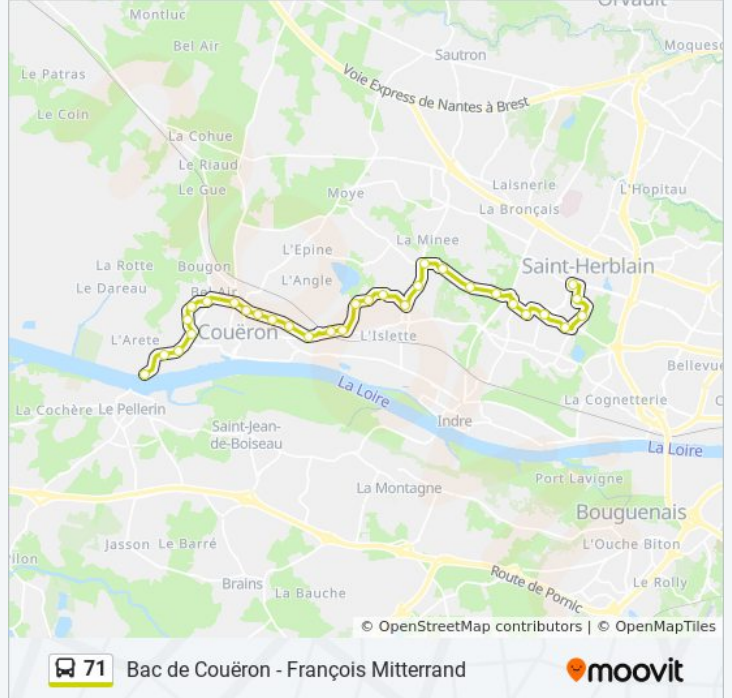 Orvault
Montluc
Bel Air
Sautron
Le Patras
Voie Express de Nantes à Brest
Le Coin
La Cohue
Le Riaud
Le Gue
Moye
Laisnerie
L'Hopitau
La Bronçais
L'Epine
La Minee
La Rotte
Bougon
Saint-Herblain
L'Angle
Le Dareau
Bel Air
Couëron
L'Arete
L'Islette
Bellevue
La Loire
La Cochère
Le Pellerin
La Cognetterie
Saint-Jean-
de-Boiseau
Indre
La Loire
Port Lavigne
La Montagne
Bouguenais
Jasson
Le Barré
L'Ouche Biton
Brains
La Bauche
Route de Pornic
Le Rolly
© OpenStreetMap contributors | © OpenMapTiles
71 Bac de Couëron - François Mitterrand
moovit